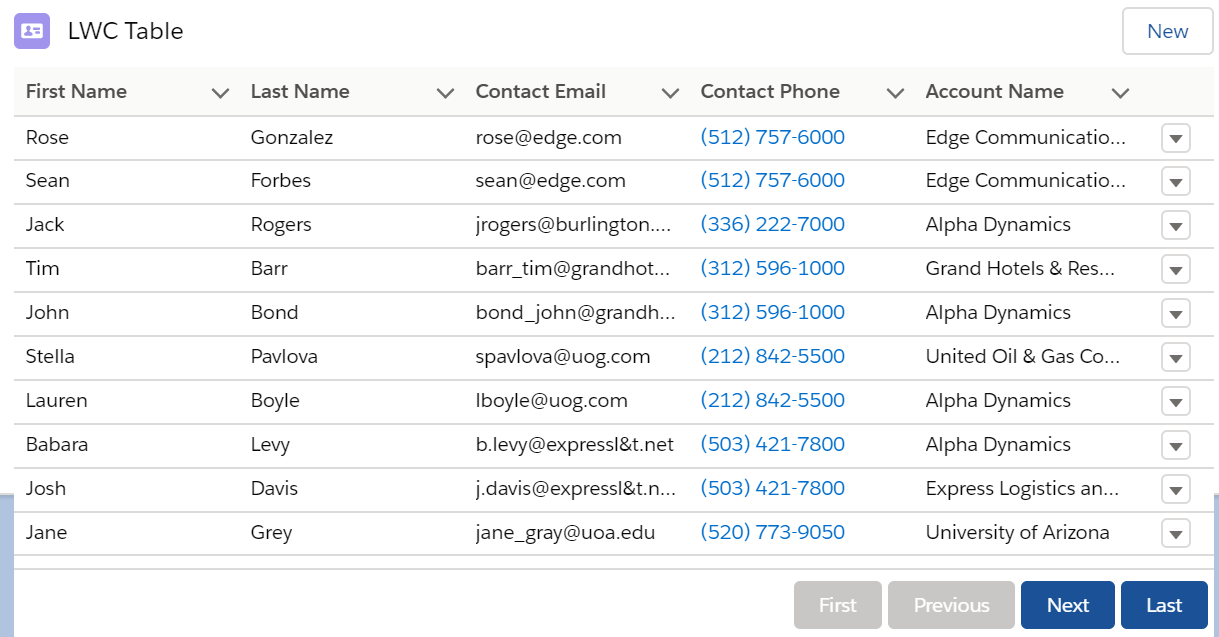 LWC Table New
First Name Last Name Contact Email Contact Phone Account Name
Rose Gonzalez rose@edge.com (512) 757-6000 Edge Communicatio...
Sean Forbes sean@edge.com (512) 757-6000 Edge Communicatio...
Jack Rogers jrogers@burlington.... (336) 222-7000 Alpha Dynamics
Tim Barr barr_tim@grandhot... (312) 596-1000 Grand Hotels & Res...
John Bond bond_john@grandh... (312) 596-1000 Alpha Dynamics
Stella Pavlova spavlova@uog.com (212) 842-5500 United Oil & Gas Co...
Lauren Boyle lboyle@uog.com (212) 842-5500 Alpha Dynamics
Babara Levy b.levy@expressl&t.net (503) 421-7800 Alpha Dynamics
Josh Davis j.davis@expressl&t.n... (503) 421-7800 Express Logistics an...
Jane Grey jane_gray@uoa.edu (520) 773-9050 University of Arizona
First Previous Next Last